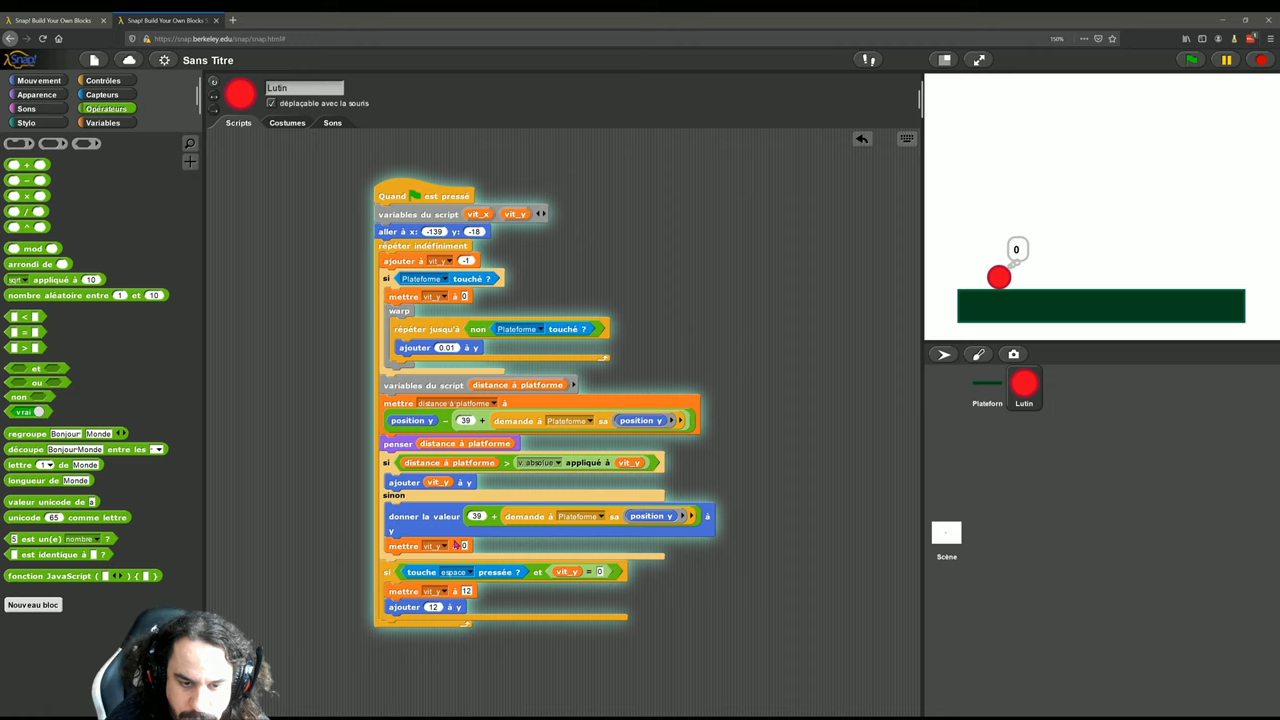 Snap! Build Your Own Blocks
Snap! Build Your Own Blocks
https://snap.berkeley.edu/snap/snap.html#
150%
Snap!
Sans Titre
Mouvement
Contrôles
Apparence
Capteurs
Sons
Opérateurs
Stylo
Variables
Lutin
déplaçable avec la souris
Scripts
Costumes
Sons
+
−
×
/
^
mod
arrondi de
sqrt appliqué à 10
nombre aléatoire entre 1 et 10
<
=
>
et
ou
non
vrai
regroupe Bonjour Monde
découpe BonjourMonde entre les
lettre 1 de Monde
longueur de Monde
valeur unicode de a
unicode 65 comme lettre
5 est un(e) nombre ?
est identique à ?
fonction JavaScript ( ) { }
Nouveau bloc
Quand est pressé
variables du script vit_x vit_y
aller à x: -139 y: -18
répéter indéfiniment
ajouter à vit_y -1
si Plateforme touché ?
mettre vit_y à 0
warp
répéter jusqu'à non Plateforme touché ?
ajouter 0.01 à y
variables du script distance à platforme
mettre distance à platforme à
position y − 39 + demande à Plateforme sa position y
penser distance à platforme
si distance à platforme > v.absolue appliqué à vit_y
ajouter vit_y à y
sinon
donner la valeur 39 + demande à Plateforme sa position y à
y
mettre vit_y 0
si touche espace pressée ? et vit_y = 0
mettre vit_y à 12
ajouter 12 à y
0
Plateform
Lutin
Scène